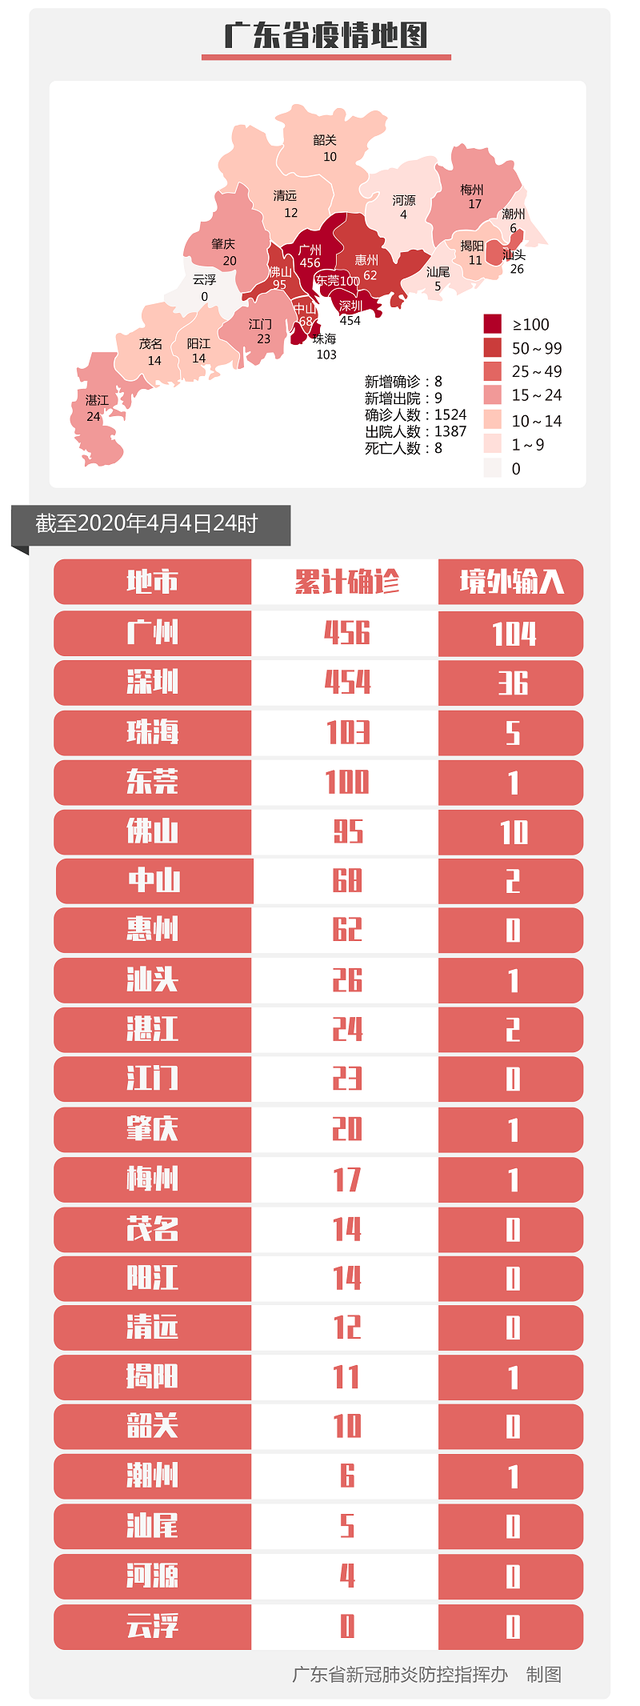 广东省疫情地图
韶关
10
清远
12
河源
4
梅州
17
潮州
6
肇庆
20
广州
456
惠州
62
揭阳
11
汕头
26
云浮
0
佛山
95
东莞100
汕尾
5
中山
68
深圳
454
江门
23
珠海
103
茂名
14
阳江
14
湛江
24
新增确诊：8
新增出院：9
确诊人数：1524
出院人数：1387
死亡人数：8
≥100
50～99
25～49
15～24
10～14
1～9
0
截至2020年4月4日24时
地市 累计确诊 境外输入
广州 456 104
深圳 454 36
珠海 103 5
东莞 100 1
佛山 95 10
中山 68 2
惠州 62 0
汕头 26 1
湛江 24 2
江门 23 0
肇庆 20 1
梅州 17 1
茂名 14 0
阳江 14 0
清远 12 0
揭阳 11 1
韶关 10 0
潮州 6 1
汕尾 5 0
河源 4 0
云浮 0 0
广东省新冠肺炎防控指挥办 制图